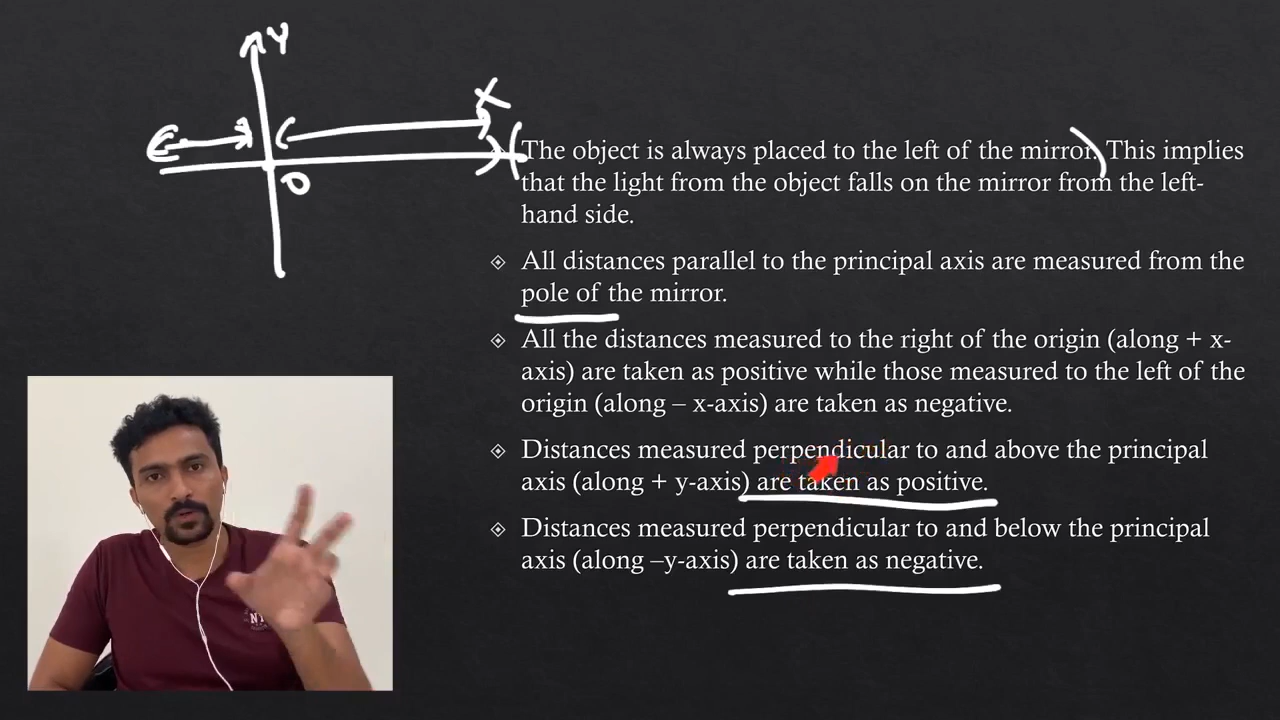 Y
X
O
The object is always placed to the left of the mirror. This implies
that the light from the object falls on the mirror from the left-
hand side.
All distances parallel to the principal axis are measured from the
pole of the mirror.
All the distances measured to the right of the origin (along + x-
axis) are taken as positive while those measured to the left of the
origin (along – x-axis) are taken as negative.
Distances measured perpendicular to and above the principal
axis (along + y-axis) are taken as positive.
Distances measured perpendicular to and below the principal
axis (along –y-axis) are taken as negative.